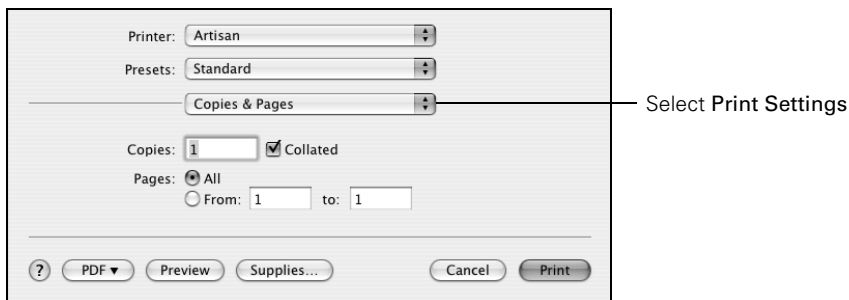 Printer: Artisan
Presets: Standard
Copies & Pages
Select Print Settings
Copies: 1 Collated
Pages: All
From: 1 to: 1
? PDF▼ Preview Supplies... Cancel Print